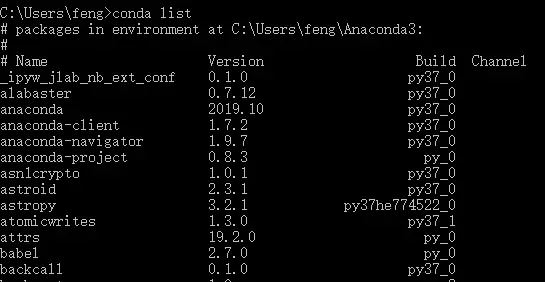 C:\Users\feng>conda list
# packages in environment at C:\Users\feng\Anaconda3:
#
# Name Version Build Channel
_ipyw_jlab_nb_ext_conf 0.1.0 py37_0
alabaster 0.7.12 py37_0
anaconda 2019.10 py37_0
anaconda-client 1.7.2 py37_0
anaconda-navigator 1.9.7 py37_0
anaconda-project 0.8.3 py_0
asn1crypto 1.0.1 py37_0
astroid 2.3.1 py37_0
astropy 3.2.1 py37he774522_0
atomicwrites 1.3.0 py37_1
attrs 19.2.0 py_0
babel 2.7.0 py_0
backcall 0.1.0 py37_0